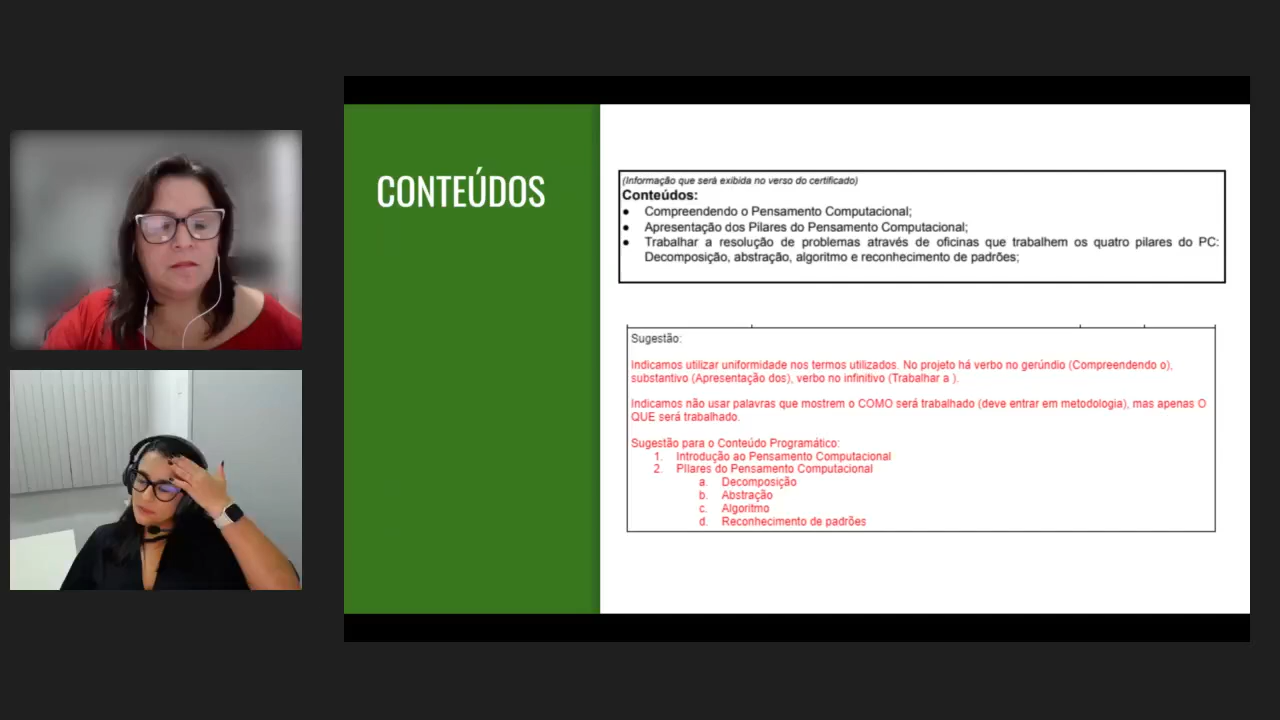 CONTEÚDOS
(Informação que será exibida no verso do certificado)
Conteúdos:
● Compreendendo o Pensamento Computacional;
● Apresentação dos Pilares do Pensamento Computacional;
● Trabalhar a resolução de problemas através de oficinas que trabalhem os quatro pilares do PC:
Decomposição, abstração, algoritmo e reconhecimento de padrões;
Sugestão:
Indicamos utilizar uniformidade nos termos utilizados. No projeto há verbo no gerúndio (Compreendendo o),
substantivo (Apresentação dos), verbo no infinitivo (Trabalhar a ).
Indicamos não usar palavras que mostrem o COMO será trabalhado (deve entrar em metodologia), mas apenas O
QUE será trabalhado.
Sugestão para o Conteúdo Programático:
1. Introdução ao Pensamento Computacional
2. Pilares do Pensamento Computacional
a. Decomposição
b. Abstração
c. Algoritmo
d. Reconhecimento de padrões